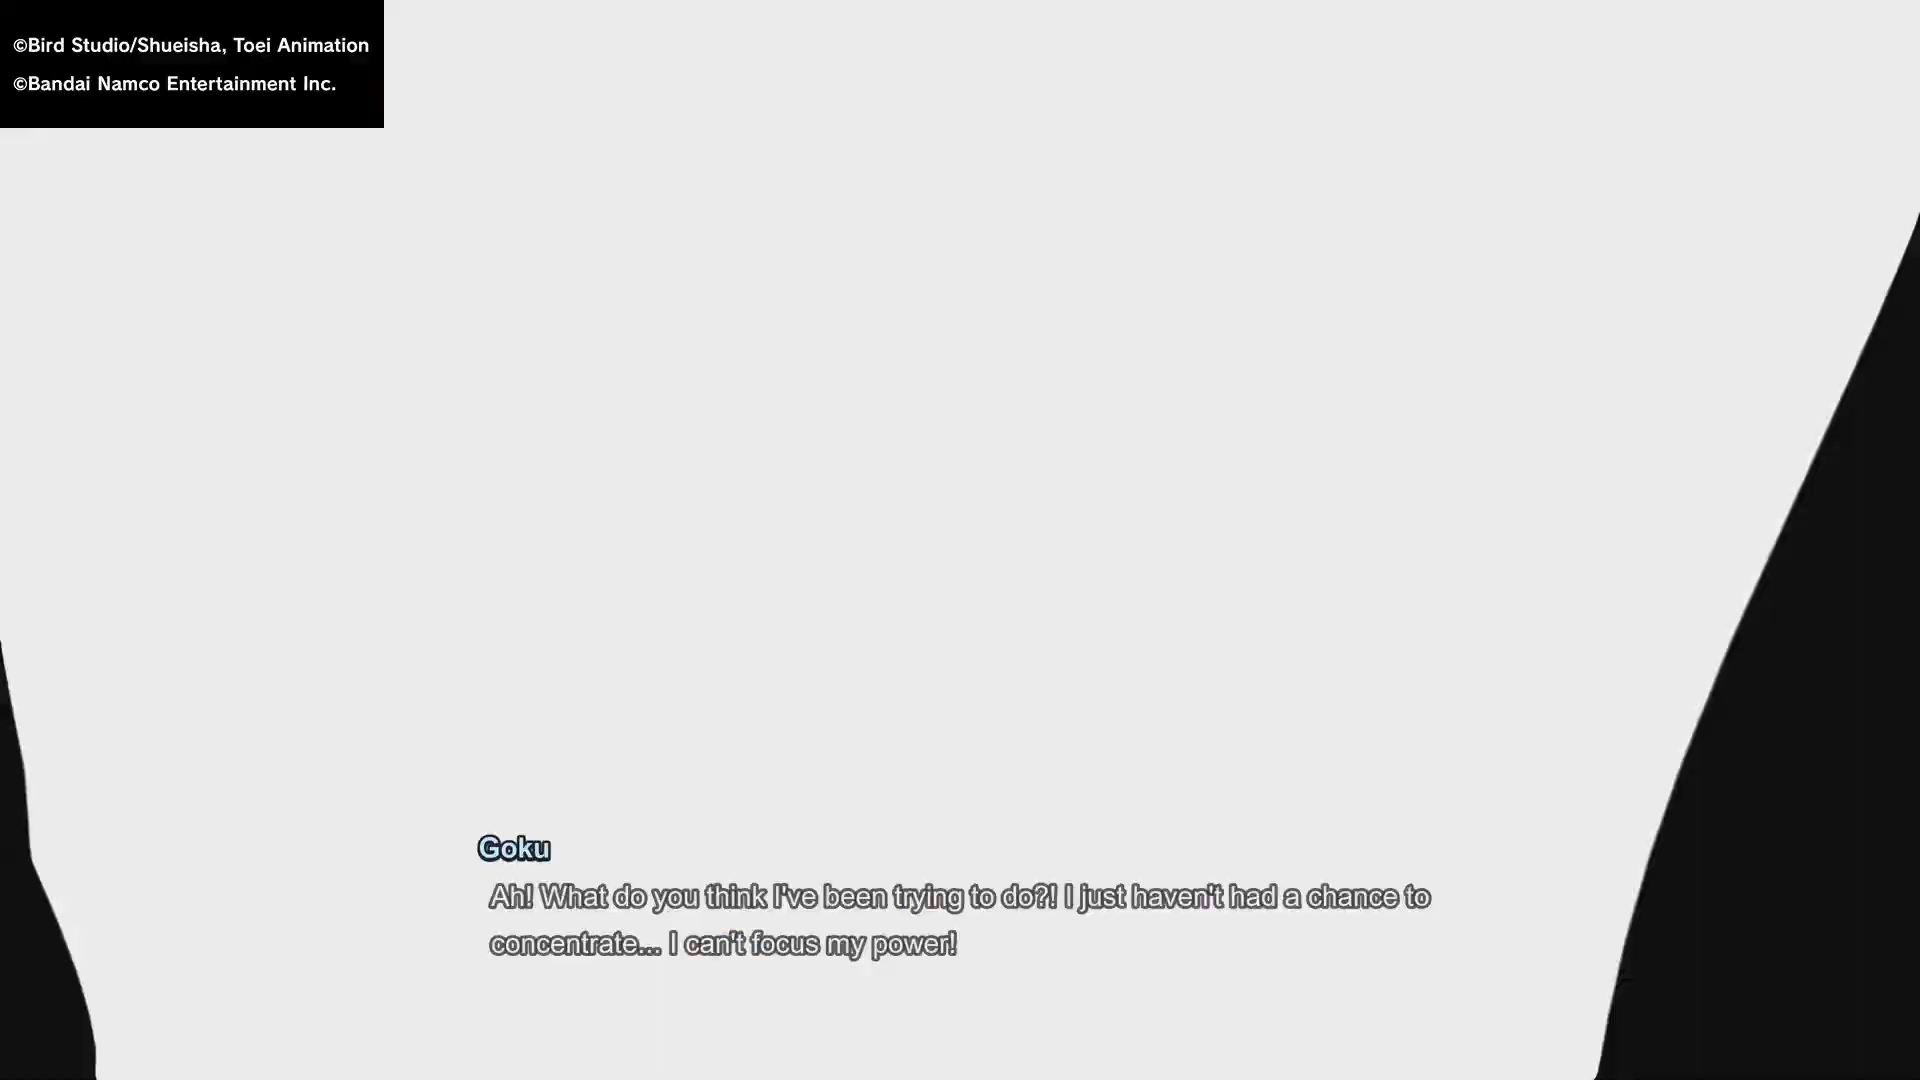 ©Bird Studio/Shueisha, Toei Animation
©Bandai Namco Entertainment Inc.
Goku
Ah! What do you think I've been trying to do?! I just haven't had a chance to
concentrate... I can't focus my power!